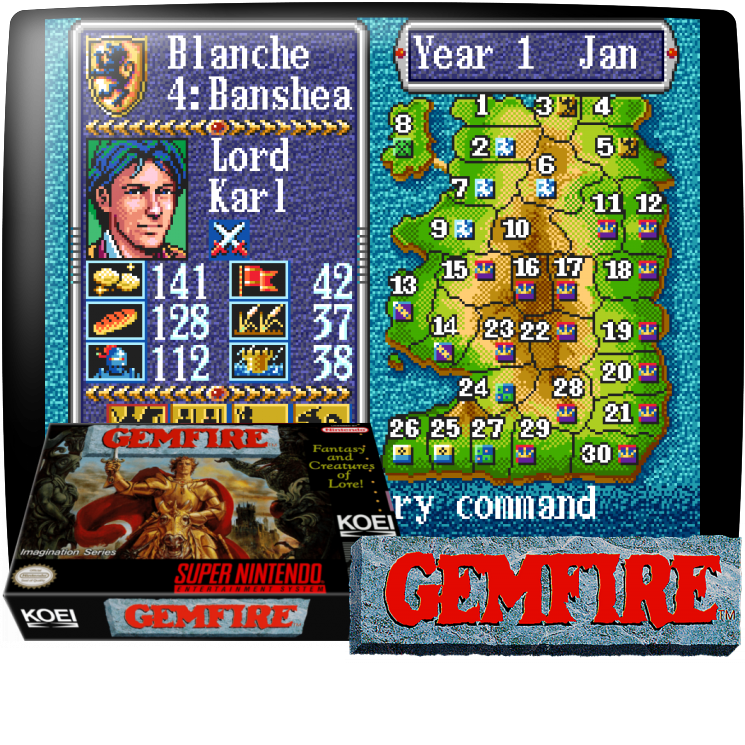 Blanche
4:Banshea
Lord
Karl
141
42
128
37
112
38
Year 1 Jan
1
3
4
8
2
5
6
7
11
12
9
10
15
16
17
18
13
14
23
22
19
20
24
28
21
26
25
27
29
30
ry command
GEMFIRE
Nintendo
Fantasy
and
Creatures
of
Lore!
KOEI
Imagination Series
SUPER NINTENDO
ENTERTAINMENT SYSTEM
KOEI
GEMFIRE
GEMFIRE™